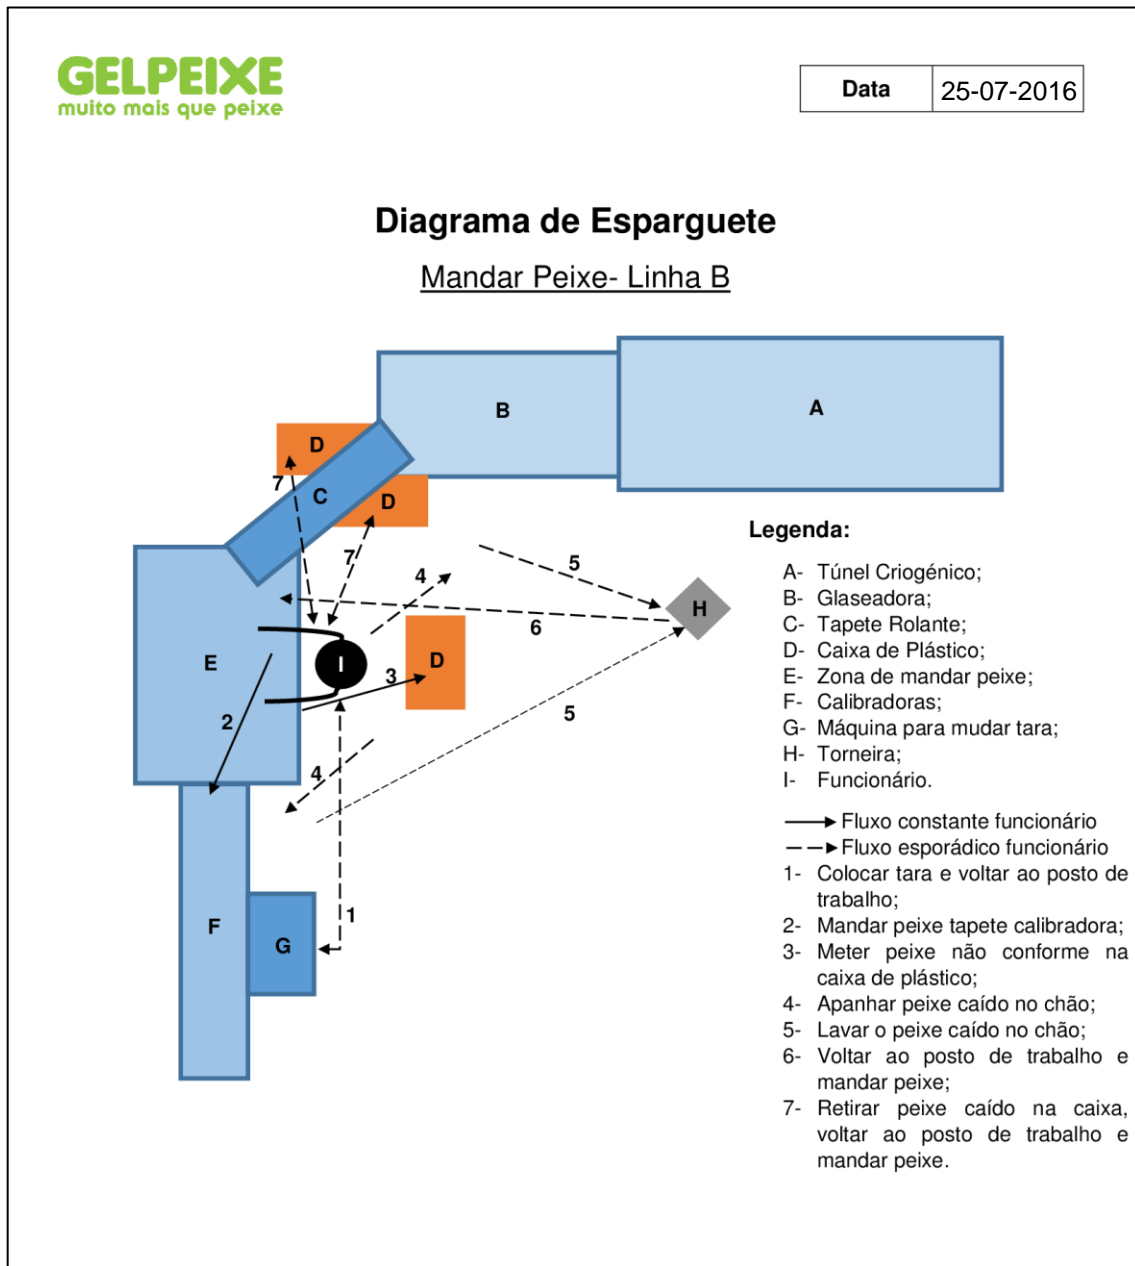 GELPEIXE
muito mais que peixe
Data 25-07-2016
Diagrama de Esparguete
Mandar Peixe- Linha B
B
A
D
C
D
7
7
4
5
6
H
E
I
D
3
2
5
4
F
G
1
Legenda:
A- Túnel Criogénico;
B- Glaseadora;
C- Tapete Rolante;
D- Caixa de Plástico;
E- Zona de mandar peixe;
F- Calibradoras;
G- Máquina para mudar tara;
H- Torneira;
I- Funcionário.
Fluxo constante funcionário
Fluxo esporádico funcionário
1- Colocar tara e voltar ao posto de
trabalho;
2- Mandar peixe tapete calibradora;
3- Meter peixe não conforme na
caixa de plástico;
4- Apanhar peixe caído no chão;
5- Lavar o peixe caído no chão;
6- Voltar ao posto de trabalho e
mandar peixe;
7- Retirar peixe caído na caixa,
voltar ao posto de trabalho e
mandar peixe.